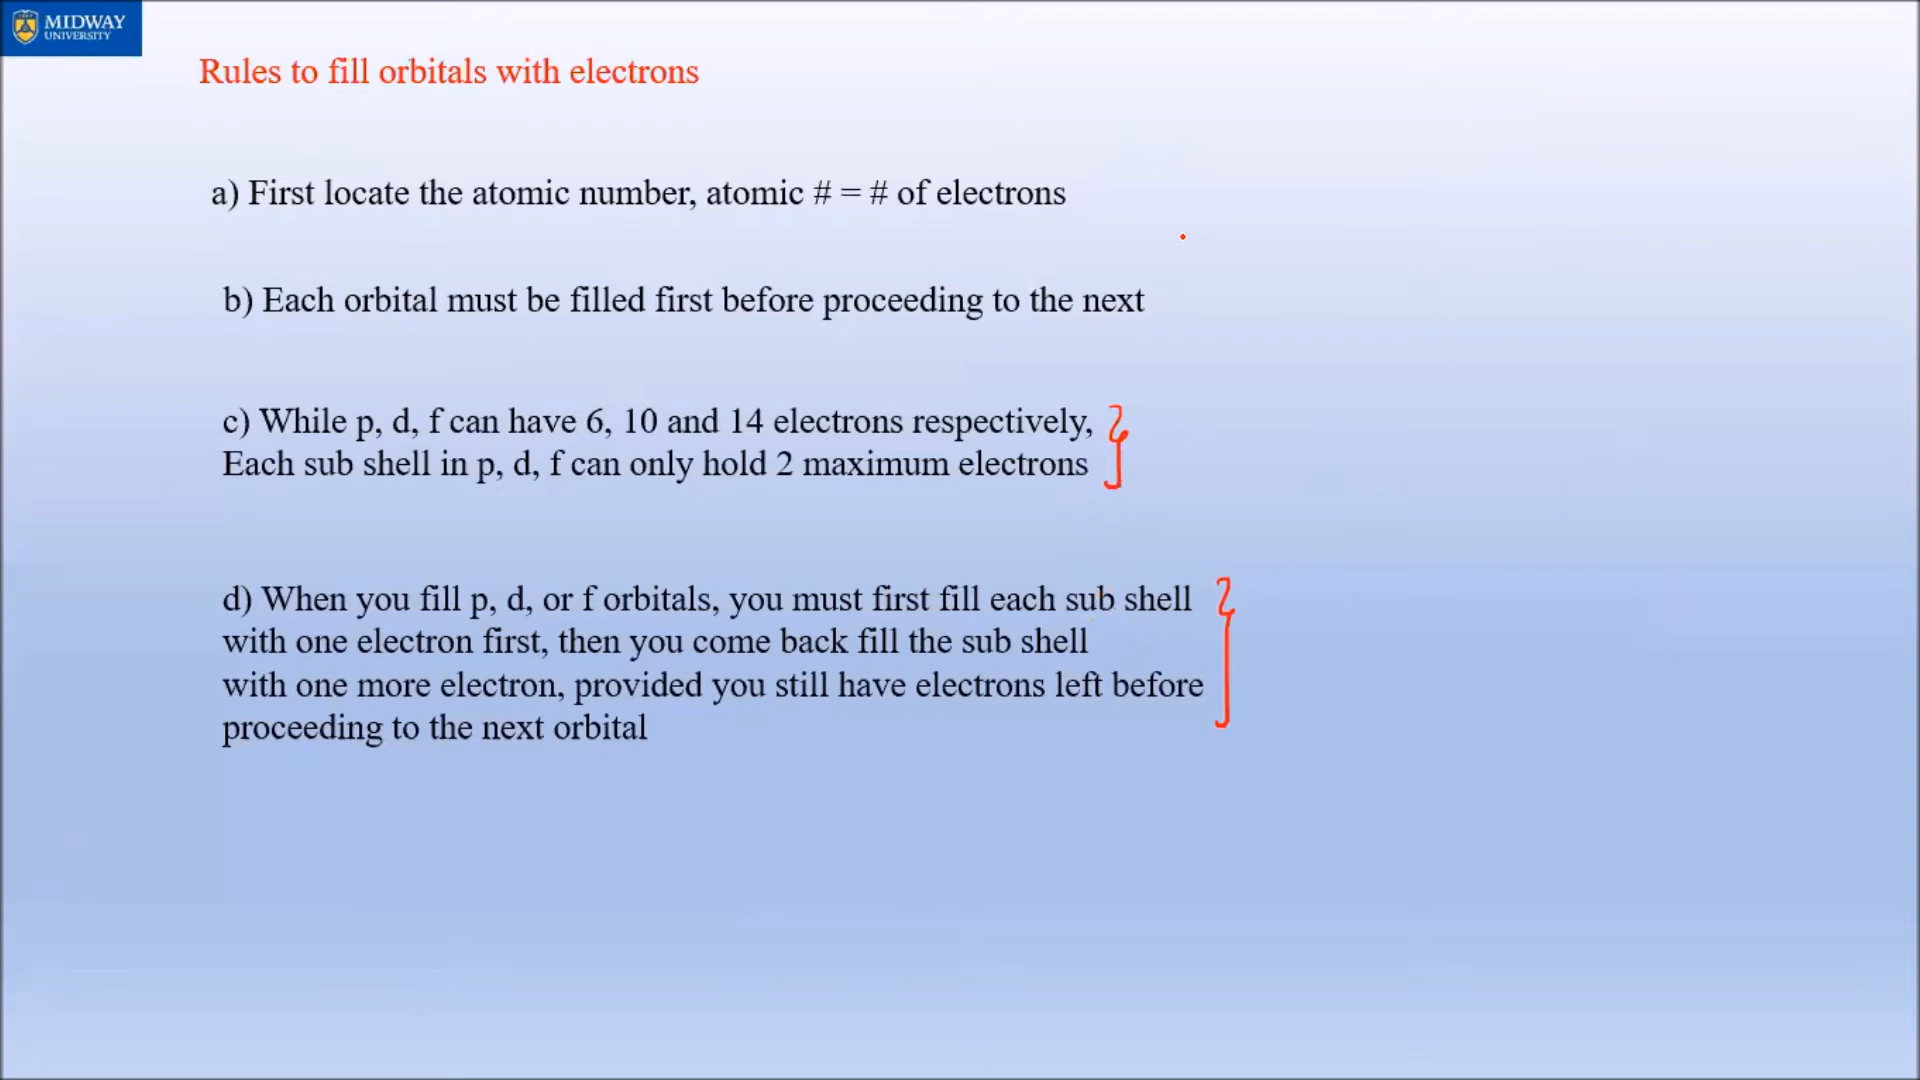 MIDWAY
UNIVERSITY
Rules to fill orbitals with electrons
a) First locate the atomic number, atomic # = # of electrons
b) Each orbital must be filled first before proceeding to the next
c) While p, d, f can have 6, 10 and 14 electrons respectively,
Each sub shell in p, d, f can only hold 2 maximum electrons
d) When you fill p, d, or f orbitals, you must first fill each sub shell
with one electron first, then you come back fill the sub shell
with one more electron, provided you still have electrons left before
proceeding to the next orbital